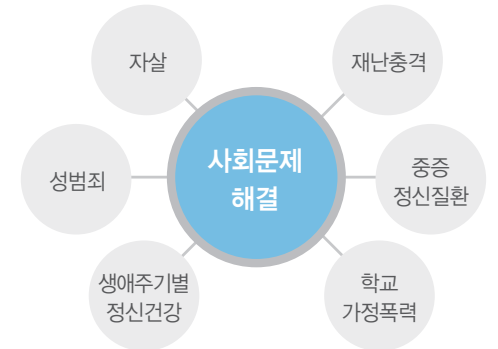 자살
재난충격
사회문제
해결
성범죄
중증
정신질환
생애주기별
정신건강
학교
가정폭력